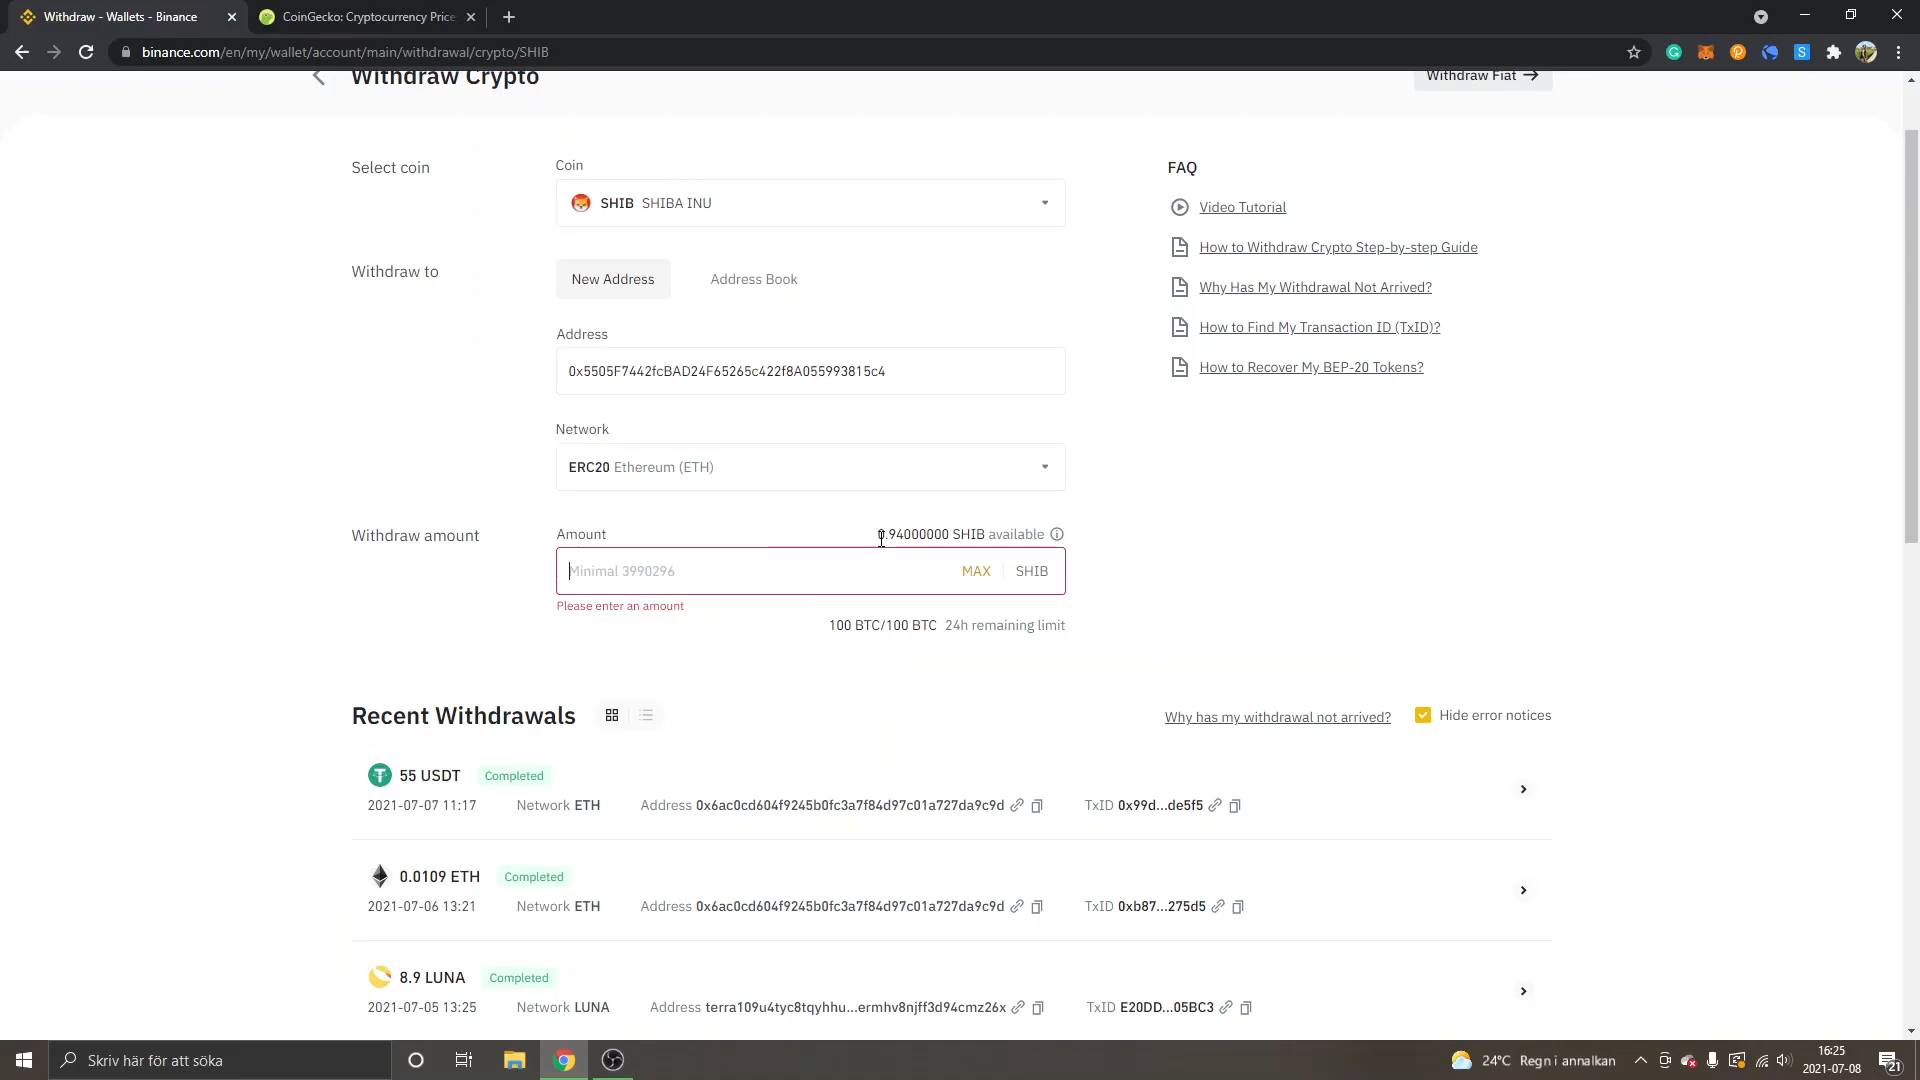 Withdraw - Wallets - Binance
CoinGecko: Cryptocurrency Price
binance.com/en/my/wallet/account/main/withdrawal/crypto/SHIB
Withdraw Crypto
Withdraw Fiat →
Select coin
Coin
SHIB SHIBA INU
Withdraw to
New Address
Address Book
Address
0x5505F7442fcBAD24F65265c422f8A055993815c4
Network
ERC20 Ethereum (ETH)
Withdraw amount
Amount
0.94000000 SHIB available
Minimal 3990296
MAX
SHIB
Please enter an amount
100 BTC/100 BTC 24h remaining limit
FAQ
Video Tutorial
How to Withdraw Crypto Step-by-step Guide
Why Has My Withdrawal Not Arrived?
How to Find My Transaction ID (TxID)?
How to Recover My BEP-20 Tokens?
Recent Withdrawals
Why has my withdrawal not arrived?
Hide error notices
55 USDT Completed
2021-07-07 11:17 Network ETH Address 0x6ac0cd604f9245b0fc3a7f84d97c01a727da9c9d TxID 0x99d...de5f5
0.0109 ETH Completed
2021-07-06 13:21 Network ETH Address 0x6ac0cd604f9245b0fc3a7f84d97c01a727da9c9d TxID 0xb87...275d5
8.9 LUNA Completed
2021-07-05 13:25 Network LUNA Address terra109u4tyc8tqyhhu...ermhv8njff3d94cmz26x TxID E20DD...05BC3
Skriv här för att söka
24°C Regn i annalkan
16:25
2021-07-08
21